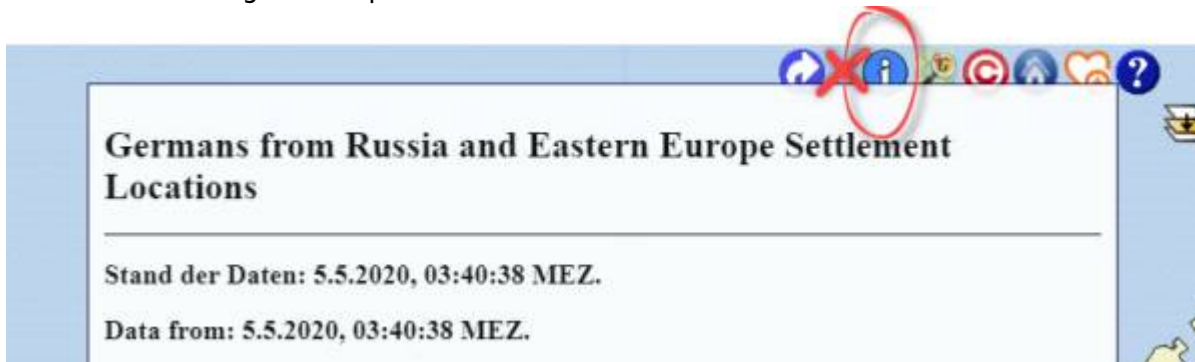 Germans from Russia and Eastern Europe Settlement
Locations
Stand der Daten: 5.5.2020, 03:40:38 MEZ.
Data from: 5.5.2020, 03:40:38 MEZ.